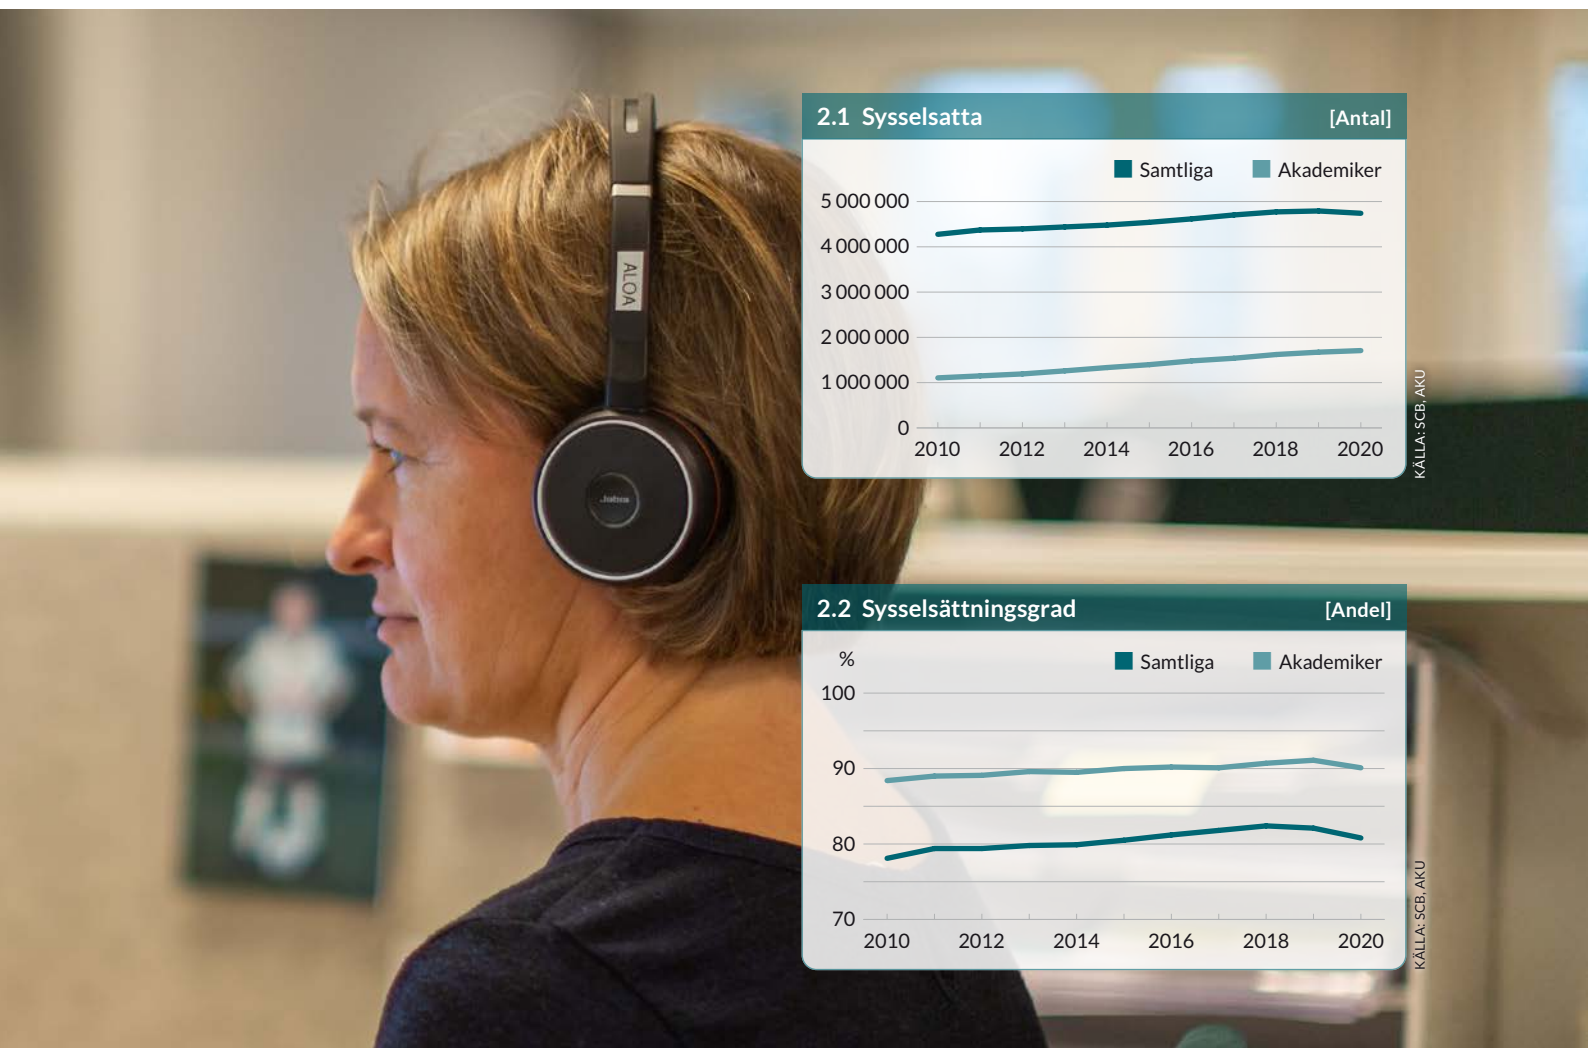 2.1 Sysselsatta [Antal]
Samtliga Akademiker
5 000 000
4 000 000
3 000 000
2 000 000
1 000 000
0
2010 2012 2014 2016 2018 2020
KÄLLA: SCB, AKU
ALOA
Jabra
2.2 Sysselsättningsgrad [Andel]
% Samtliga Akademiker
100
90
80
70
2010 2012 2014 2016 2018 2020
KÄLLA: SCB, AKU